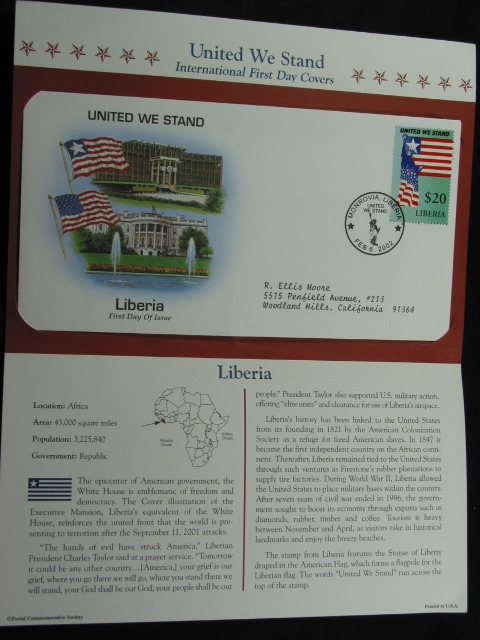 United We Stand
International First Day Covers
UNITED WE STAND
Liberia
First Day Of Issue
MONROVIA, LIBERIA
UNITED
WE STAND
FEB 6 2002
UNITED WE STAND
$20
LIBERIA
R. Ellis Moore
5515 Penfield Avenue, #213
Woodland Hills, California 91364
Liberia
Location: Africa
Area: 43,000 square miles
Population: 3,225,840
Government: Republic
Atlantic
Ocean
Indian
Ocean
The epicenter of American government, the
White House is emblematic of freedom and
democracy. The Cover illustration of the
Executive Mansion, Liberia's equivalent of the White
House, reinforces the united front that the world is pre-
senting to terrorism after the September 11, 2001 attacks.
"The hands of evil have struck America," Liberian
President Charles Taylor said at a prayer service. "Tomorrow
it could be any other country…[America,] your grief is our
grief, where you go there we will go, where you stand there we
will stand, your God shall be our God, your people shall be our
people." President Taylor also supported U.S. military action,
offering "elite units" and clearance for use of Liberia's airspace.
Liberia's history has been linked to the United States
from its founding in 1821 by the American Colonization
Society as a refuge for freed American slaves. In 1847 it
became the first independent country on the African conti-
nent. Thereafter, Liberia remained tied to the United States
through such ventures as Firestone's rubber plantations to
supply tire factories. During World War II, Liberia allowed
the United States to place military bases within the country.
After seven years of civil war ended in 1996, the govern-
ment sought to boost its economy through exports such as
diamonds, rubber, timber and coffee. Tourism is heavy
between November and April, as visitors take in historical
landmarks and enjoy the breezy beaches.
The stamp from Liberia features the Statue of Liberty
draped in the American Flag, which forms a flagpole for the
Liberian flag. The words "United We Stand" run across the
top of the stamp.
©Postal Commemorative Society
Printed in U.S.A.